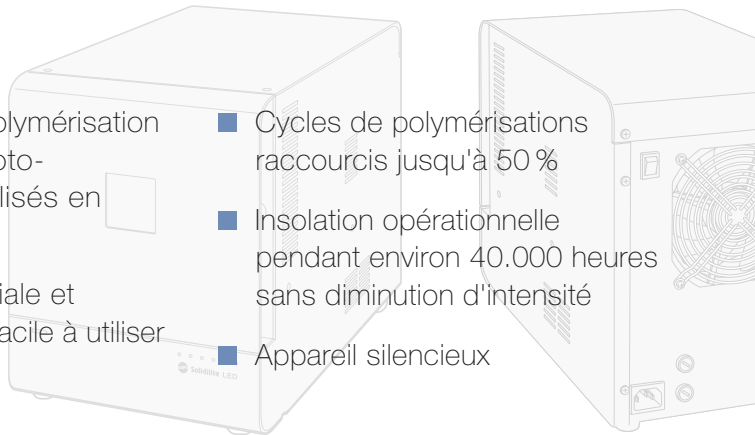 olymérisation
oto-
lisés en
iale et
acile à utiliser
Cycles de polymérisations
raccourcis jusqu'à 50 %
Insolation opérationnelle
pendant environ 40.000 heures
sans diminution d'intensité
Appareil silencieux
Solidilite LED